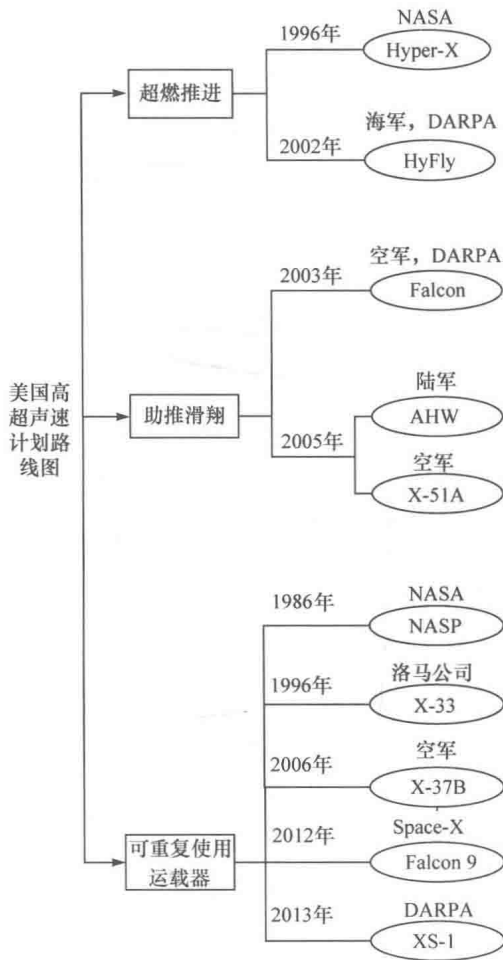 NASA
1996年
Hyper-X
超燃推进
海军，DARPA
2002年
HyFly
空军，DARPA
2003年
Falcon
美国高
超声速
计划路
线图
助推滑翔
陆军
AHW
2005年
空军
X-51A
NASA
1986年
NASP
洛马公司
1996年
X-33
空军
2006年
X-37B
可重复使用
运载器
Space-X
2012年
Falcon 9
DARPA
2013年
XS-1